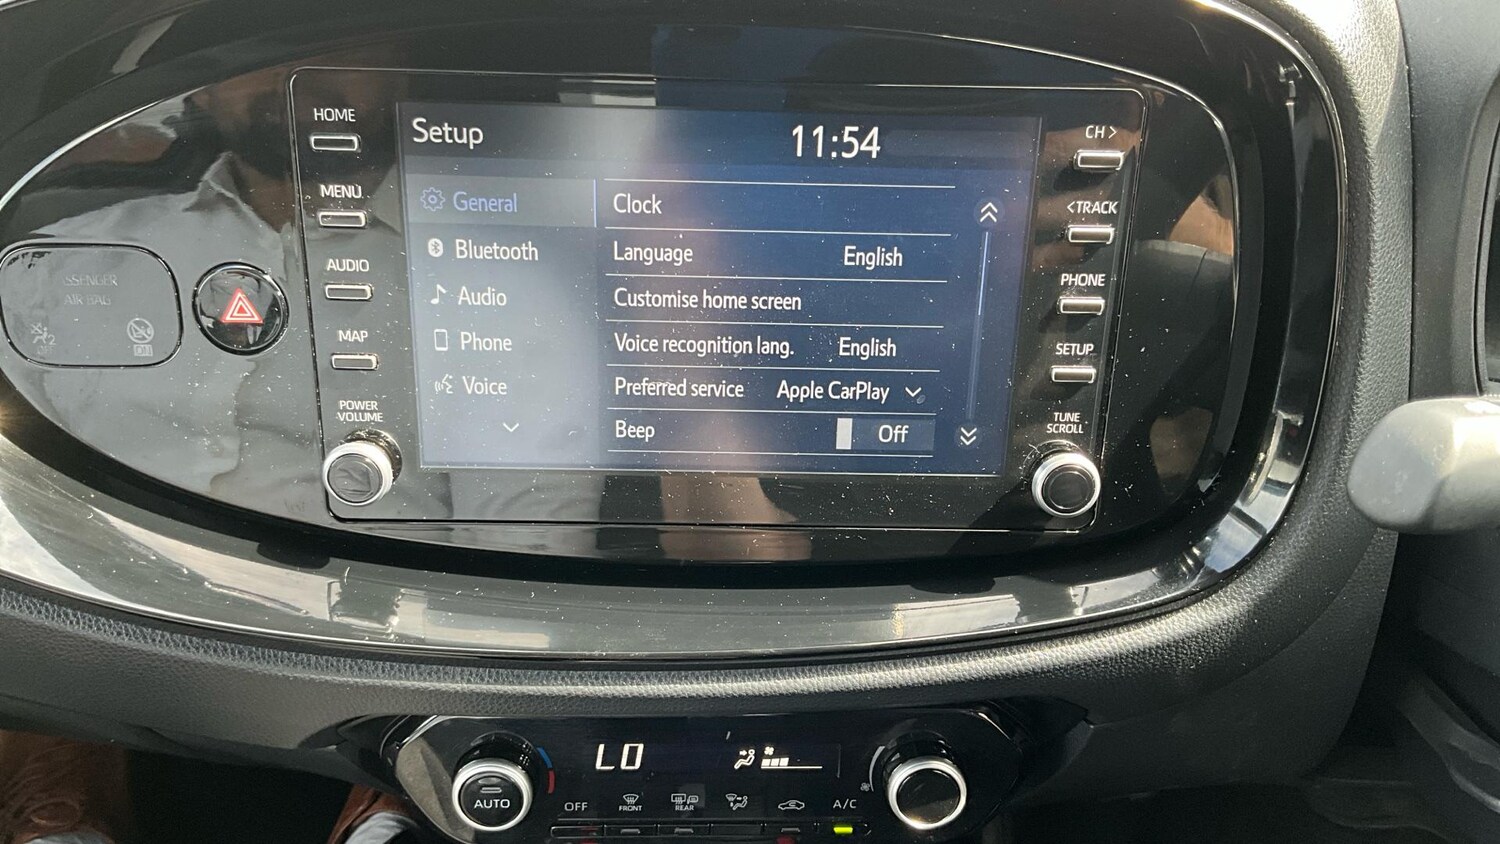 HOME
MENU
AUDIO
MAP
POWER
VOLUME
Setup
11:54
General
Bluetooth
Audio
Phone
Voice
Clock
Language English
Customise home screen
Voice recognition lang. English
Preferred service Apple CarPlay
Beep Off
CH >
< TRACK
PHONE
SETUP
TUNE
SCROLL
AIR BAG
LO
AUTO
OFF
FRONT
REAR
A/C